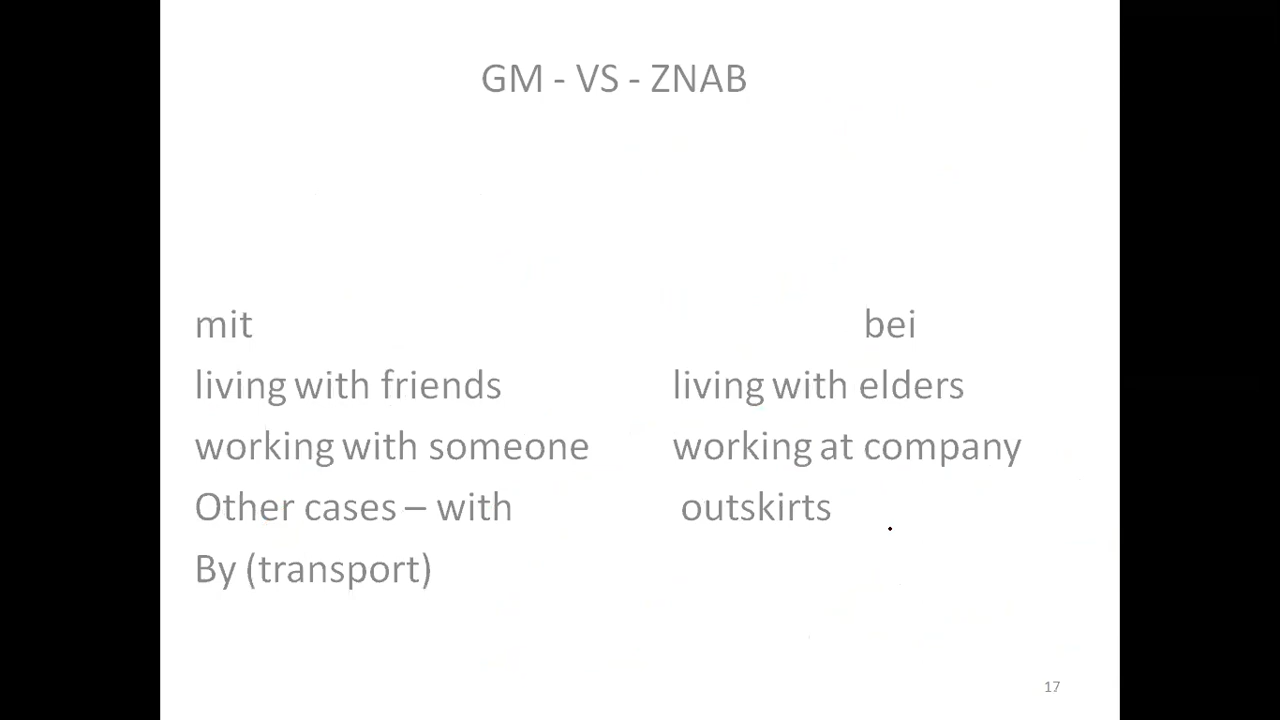 GM - VS - ZNAB
mit bei
living with friends living with elders
working with someone working at company
Other cases – with outskirts
By (transport)
17